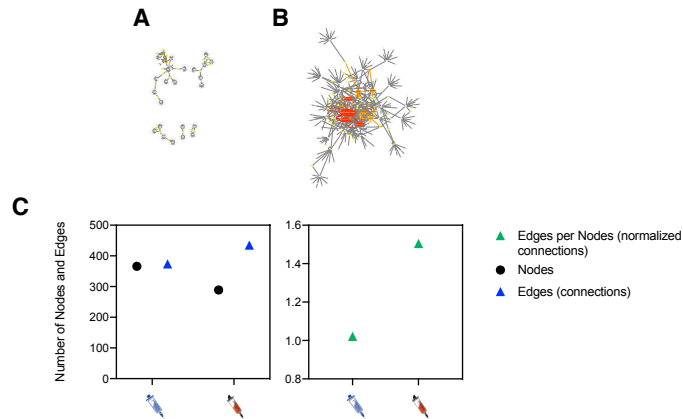 A
B
C
Number of Nodes and Edges
500
400
300
200
100
0
1.6
1.4
1.2
1.0
0.8
Edges per Nodes (normalized
connections)
Nodes
Edges (connections)